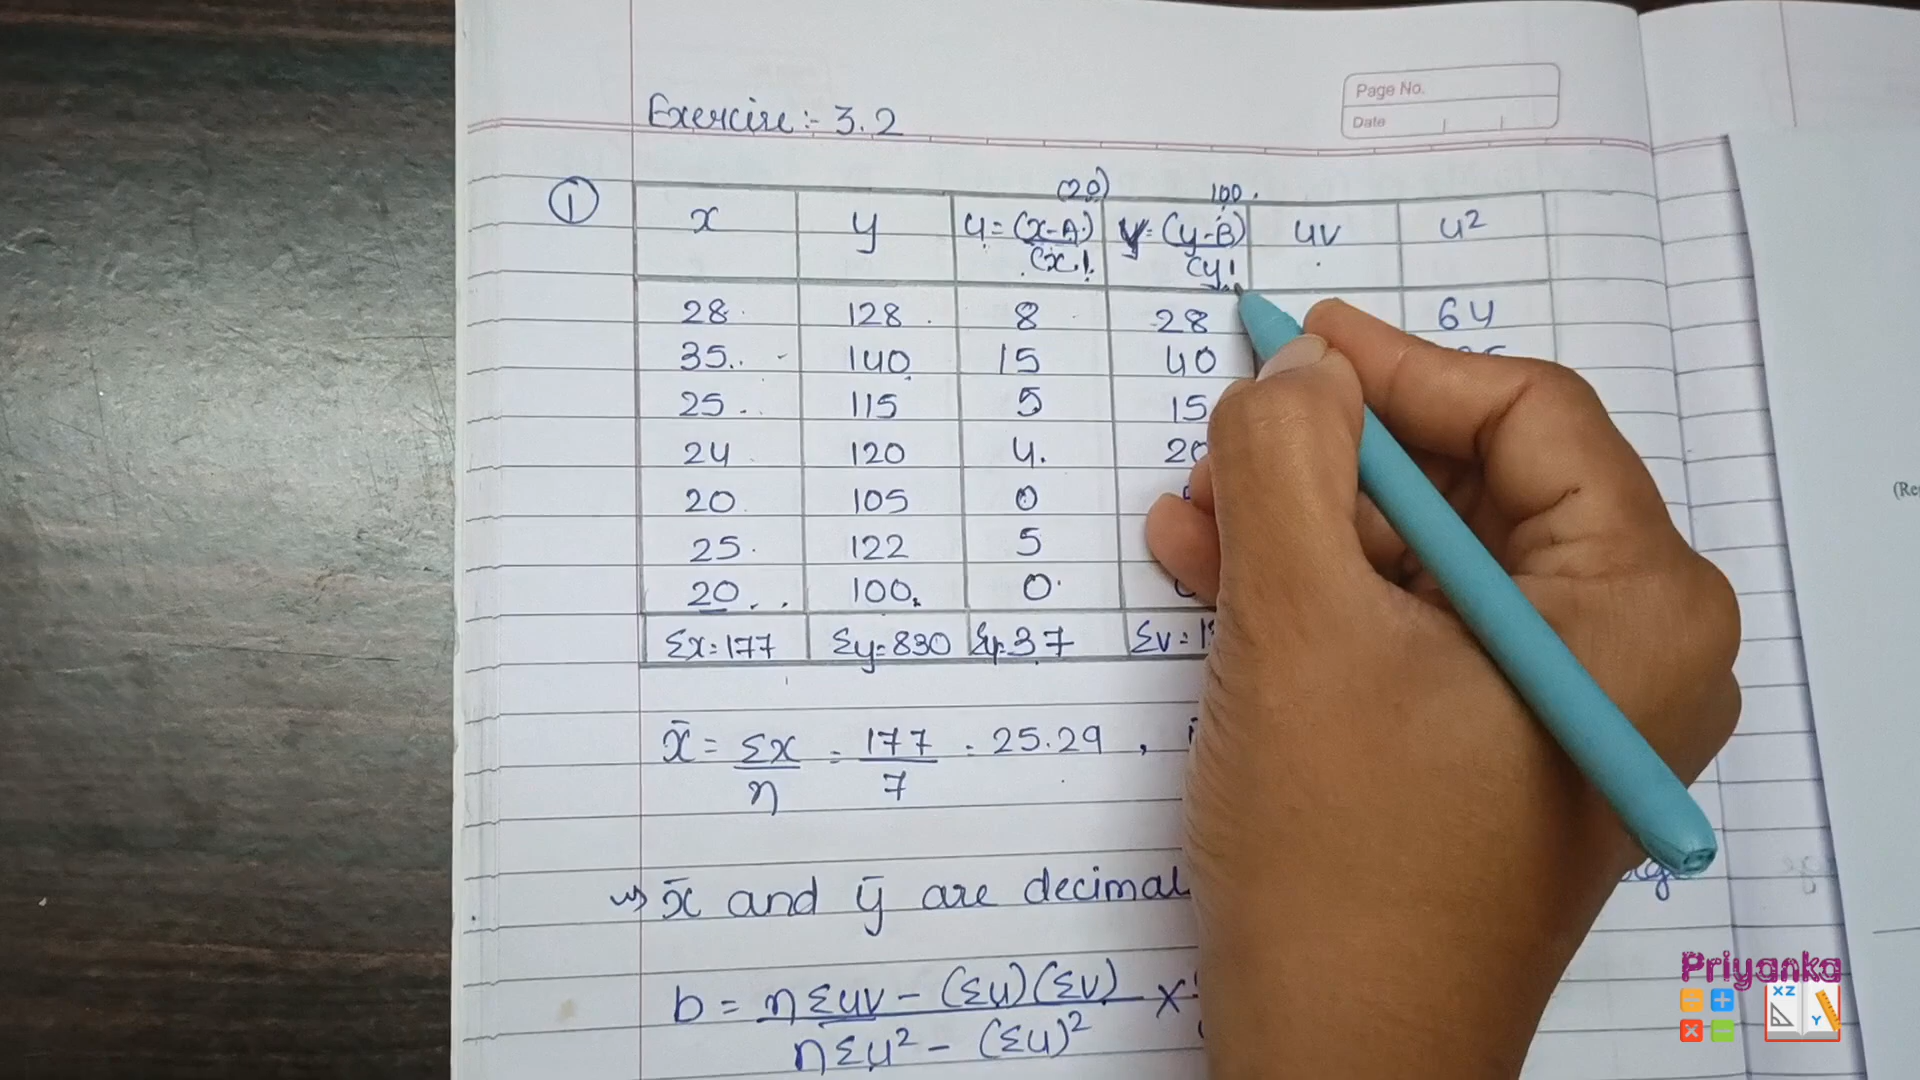 Page No.
Date
Exercise:- 3.2
(20) 100.
① x y u = (x-A) v = (y-B) uv u²
Cx Cy
28 128 8 28 64
35 140 15 40
25 115 5 15
24 120 4 20
20 105 0
25 122 5
20 100 0
Σx=177 Σy=830 Σu=37 Σv=
x̄ = Σx = 177 = 25.29 ,
n 7
x̄ and ȳ are decimal
b = nΣuv - (Σu)(Σv) ×
nΣu² - (Σu)²
Priyanka
XZ
Y